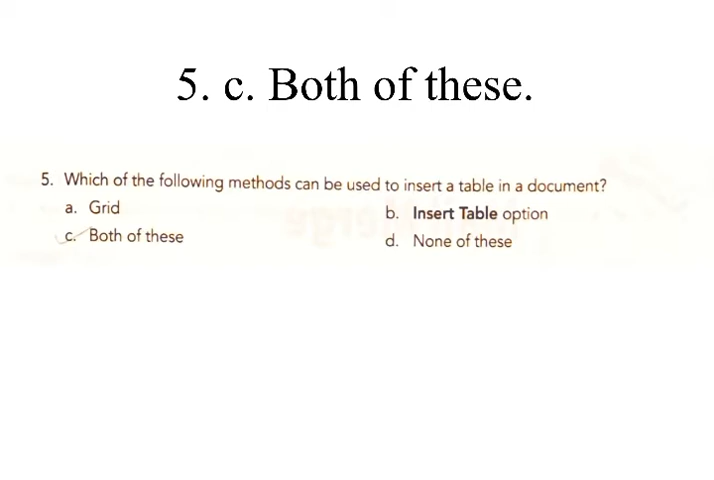 5. c. Both of these.
5. Which of the following methods can be used to insert a table in a document?
a. Grid
b. Insert Table option
c. Both of these
d. None of these